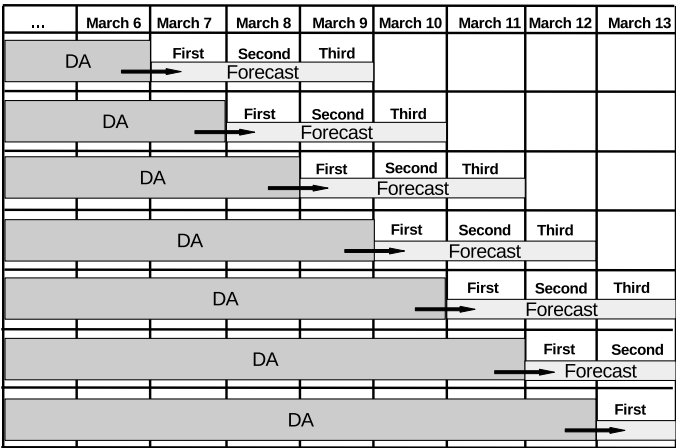 ... March 6 March 7 March 8 March 9 March 10 March 11 March 12 March 13
First Second Third
DA Forecast
First Second Third
DA Forecast
First Second Third
DA Forecast
First Second Third
DA Forecast
First Second Third
DA Forecast
First Second
DA Forecast
First
DA